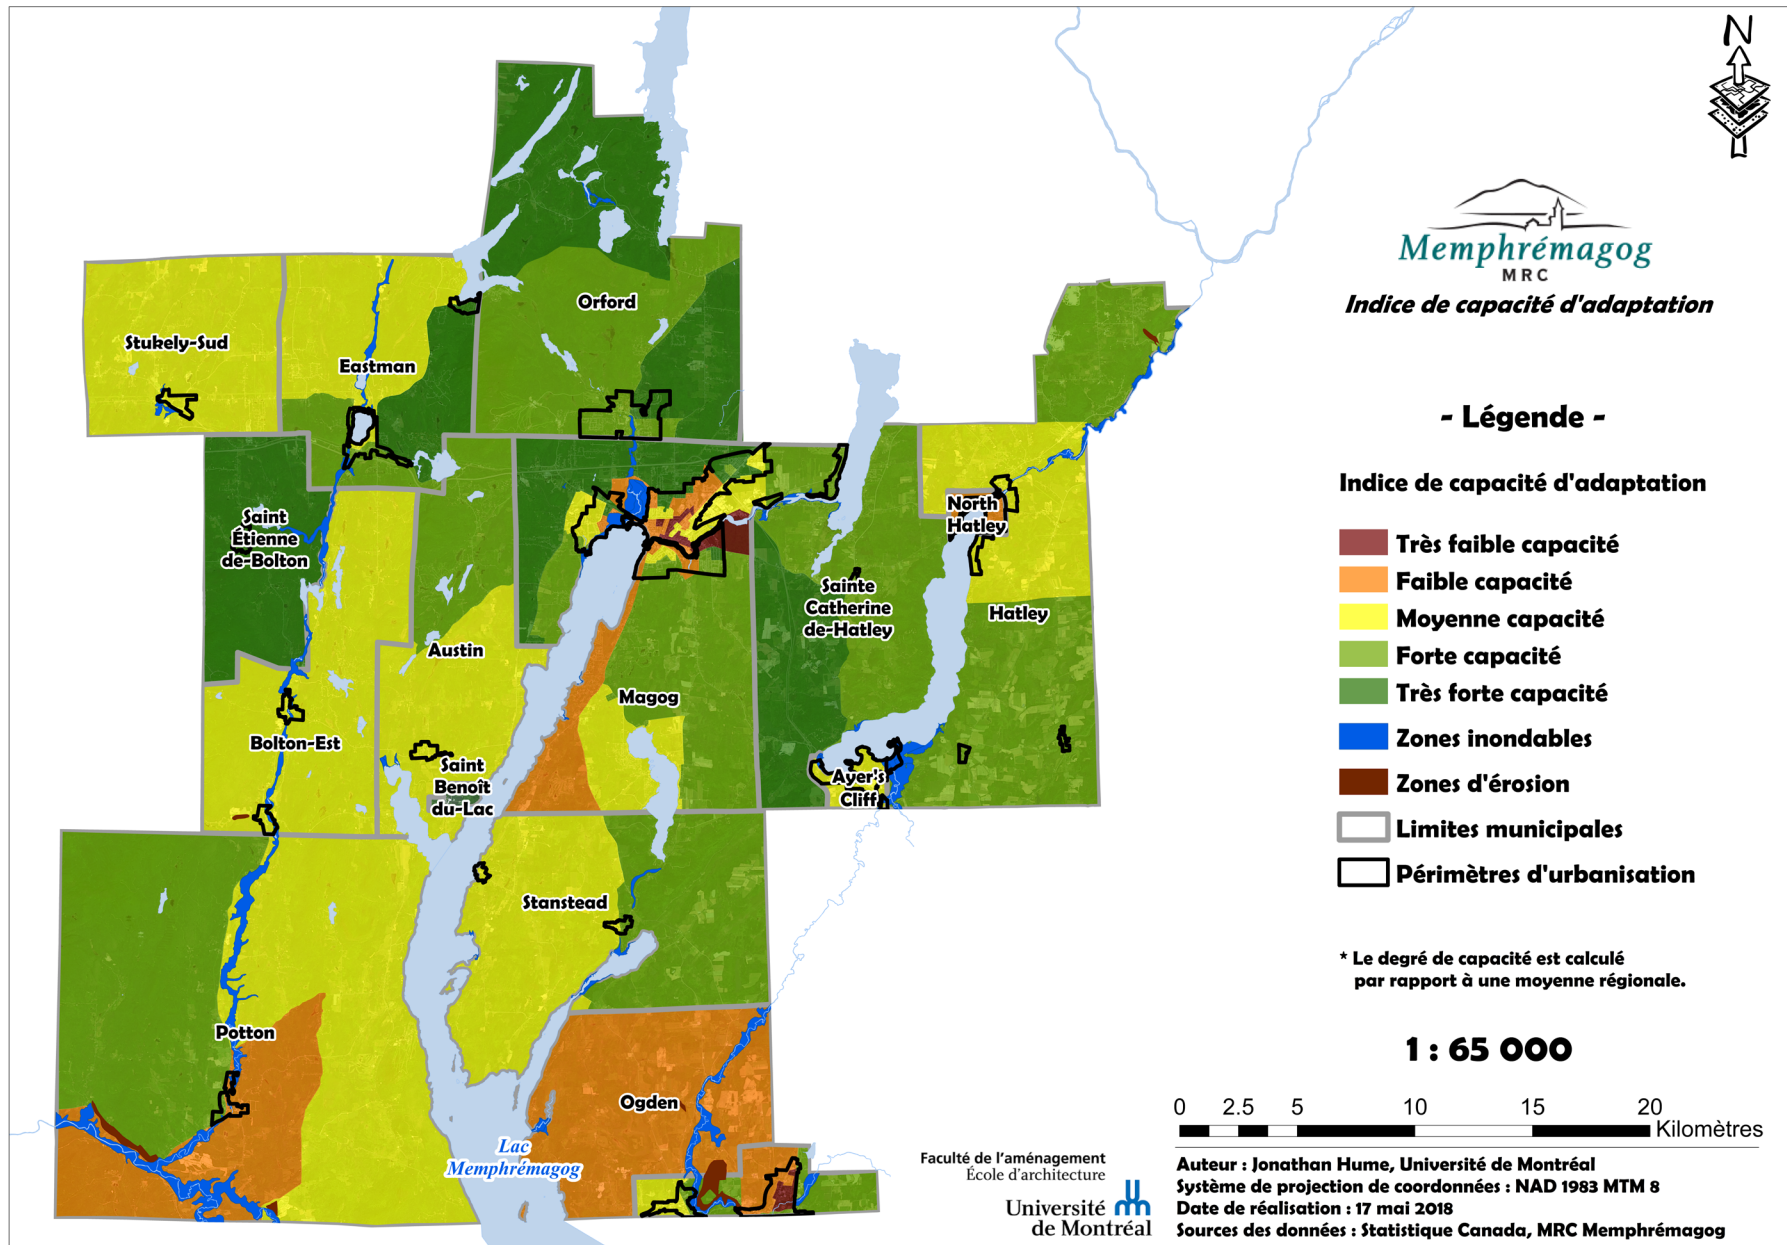 N
Memphrémagog
MRC
Indice de capacité d'adaptation
Orford
Stukely-Sud
Eastman
Saint
Étienne
de-Bolton
North
Hatley
Sainte
Catherine
de-Hatley
Hatley
Austin
Magog
Bolton-Est
Saint
Benoît
du-Lac
Ayer's
Cliff
Stanstead
Potton
Ogden
Lac
Memphrémagog
- Légende -
Indice de capacité d'adaptation
Très faible capacité
Faible capacité
Moyenne capacité
Forte capacité
Très forte capacité
Zones inondables
Zones d'érosion
Limites municipales
Périmètres d'urbanisation
* Le degré de capacité est calculé
par rapport à une moyenne régionale.
1 : 65 000
0 2.5 5 10 15 20
Kilomètres
Faculté de l'aménagement
École d'architecture
Université
de Montréal
Auteur : Jonathan Hume, Université de Montréal
Système de projection de coordonnées : NAD 1983 MTM 8
Date de réalisation : 17 mai 2018
Sources des données : Statistique Canada, MRC Memphrémagog